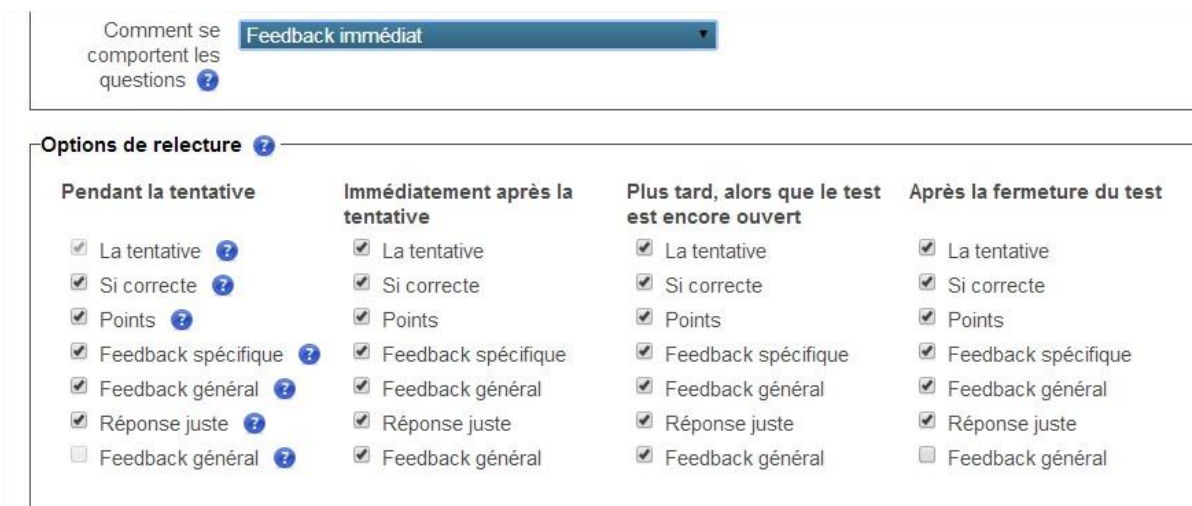 Comment se
comportent les
questions ?
Feedback immédiat
Options de relecture ?
Pendant la tentative
La tentative ?
Si correcte ?
Points ?
Feedback spécifique ?
Feedback général ?
Réponse juste ?
Feedback général ?
Immédiatement après la
tentative
La tentative
Si correcte
Points
Feedback spécifique
Feedback général
Réponse juste
Feedback général
Plus tard, alors que le test
est encore ouvert
La tentative
Si correcte
Points
Feedback spécifique
Feedback général
Réponse juste
Feedback général
Après la fermeture du test
La tentative
Si correcte
Points
Feedback spécifique
Feedback général
Réponse juste
Feedback général